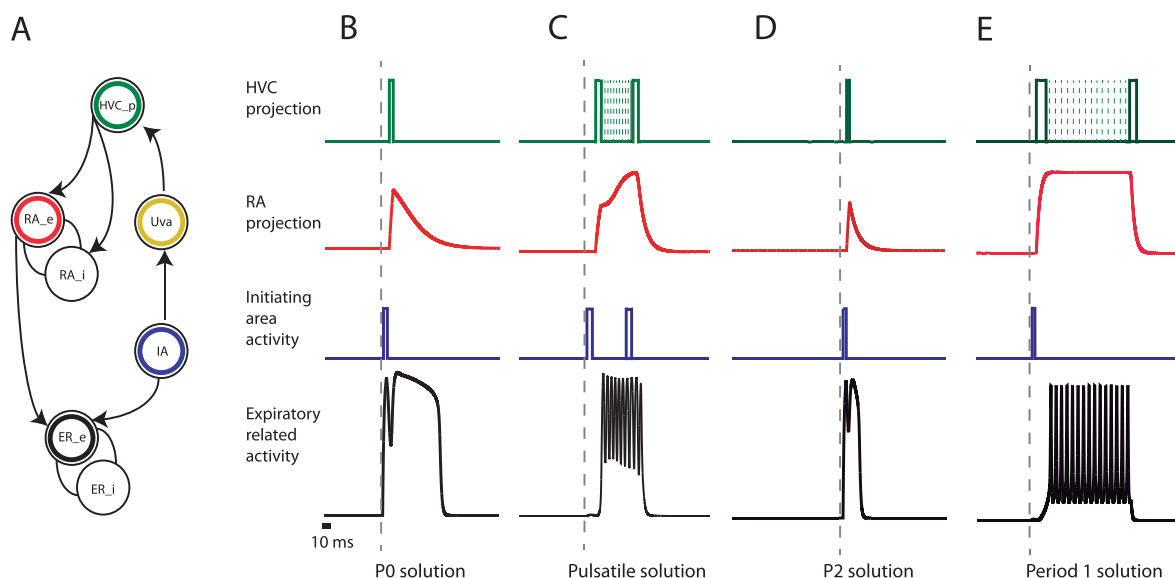 A
B
C
D
E
HVC_p
RA_e
Uva
RA_i
IA
ER_e
ER_i
HVC
projection
RA
projection
Initiating
area
activity
Expiratory
related
activity
10 ms
P0 solution
Pulsatile solution
P2 solution
Period 1 solution